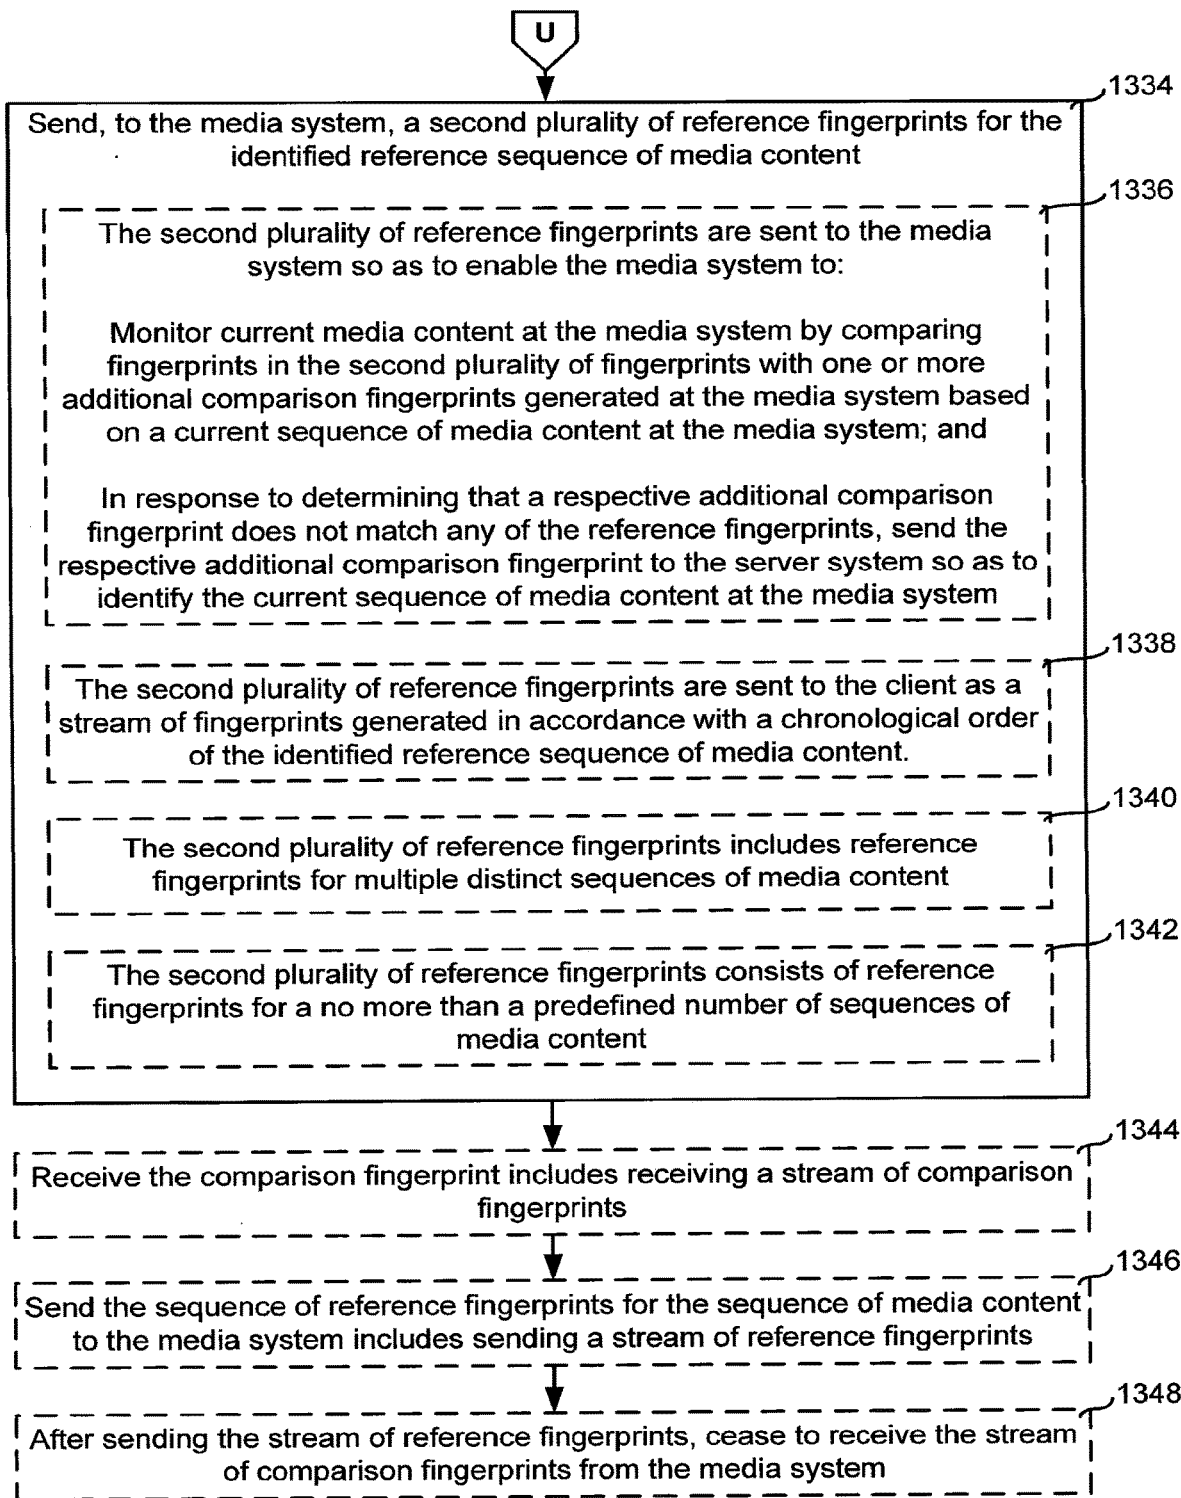 U
1334
Send, to the media system, a second plurality of reference fingerprints for the
identified reference sequence of media content
1336
The second plurality of reference fingerprints are sent to the media
system so as to enable the media system to:
Monitor current media content at the media system by comparing
fingerprints in the second plurality of fingerprints with one or more
additional comparison fingerprints generated at the media system based
on a current sequence of media content at the media system; and
In response to determining that a respective additional comparison
fingerprint does not match any of the reference fingerprints, send the
respective additional comparison fingerprint to the server system so as to
identify the current sequence of media content at the media system
1338
The second plurality of reference fingerprints are sent to the client as a
stream of fingerprints generated in accordance with a chronological order
of the identified reference sequence of media content.
1340
The second plurality of reference fingerprints includes reference
fingerprints for multiple distinct sequences of media content
1342
The second plurality of reference fingerprints consists of reference
fingerprints for a no more than a predefined number of sequences of
media content
1344
Receive the comparison fingerprint includes receiving a stream of comparison
fingerprints
1346
Send the sequence of reference fingerprints for the sequence of media content
to the media system includes sending a stream of reference fingerprints
1348
After sending the stream of reference fingerprints, cease to receive the stream
of comparison fingerprints from the media system